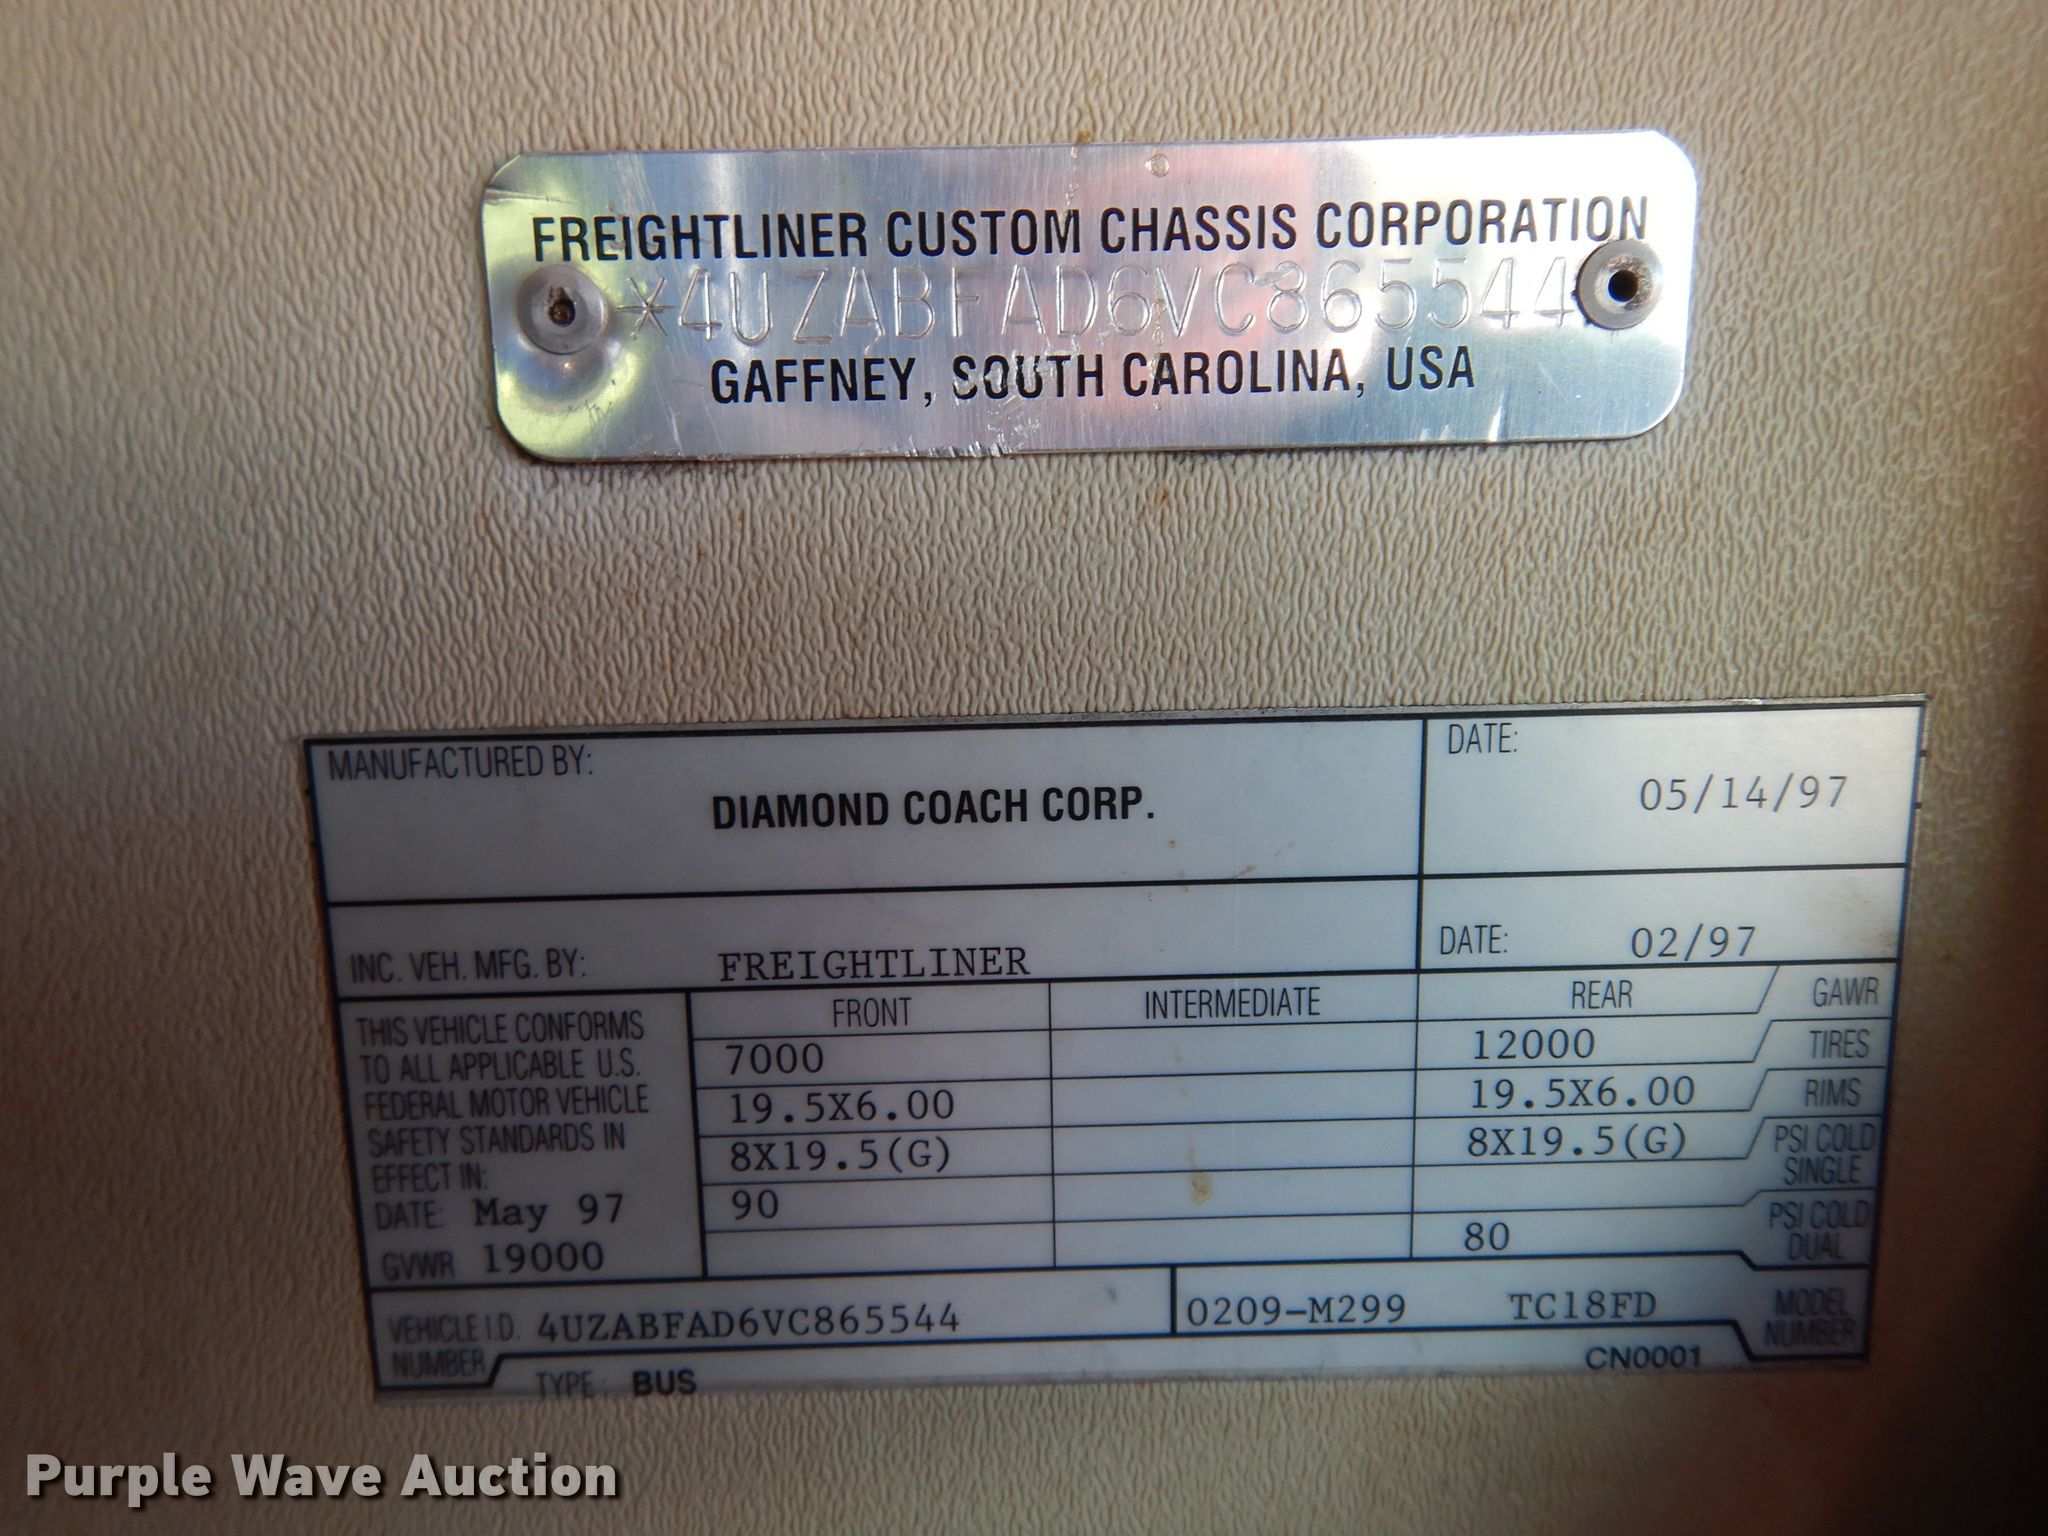 FREIGHTLINER CUSTOM CHASSIS CORPORATION
*4UZABFAD6VC865544
GAFFNEY, SOUTH CAROLINA, USA
MANUFACTURED BY:
DIAMOND COACH CORP.
DATE:
05/14/97
INC. VEH. MFG. BY: FREIGHTLINER
DATE: 02/97
THIS VEHICLE CONFORMS
TO ALL APPLICABLE U.S.
FEDERAL MOTOR VEHICLE
SAFETY STANDARDS IN
EFFECT IN:
DATE: May 97
GVWR 19000
FRONT INTERMEDIATE REAR GAWR
7000 12000 TIRES
19.5X6.00 19.5X6.00 RIMS
8X19.5(G) 8X19.5(G) PSI COLD
SINGLE
90
80 PSI COLD
DUAL
VEHICLE I.D. 4UZABFAD6VC865544
NUMBER
0209-M299 TC18FD MODEL
NUMBER
TYPE: BUS
CN0001
Purple Wave Auction